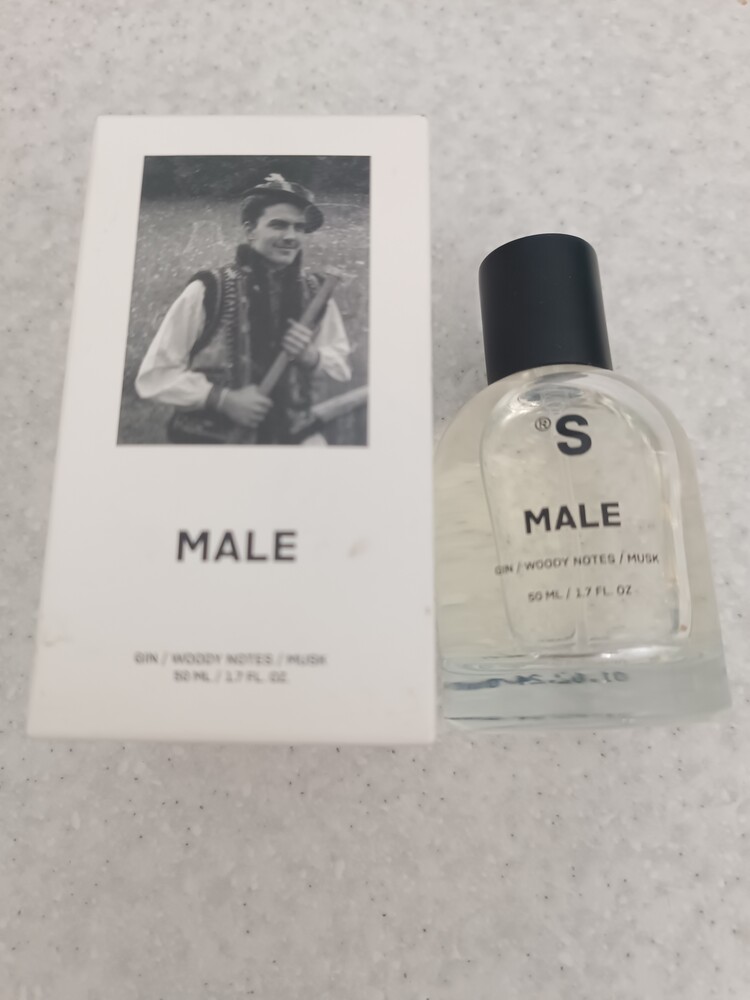 MALE
GIN / WOODY NOTES / MUSK
50 ML / 1.7 FL. OZ
®S
MALE
GIN / WOODY NOTES / MUSK
50 ML / 1.7 FL. OZ